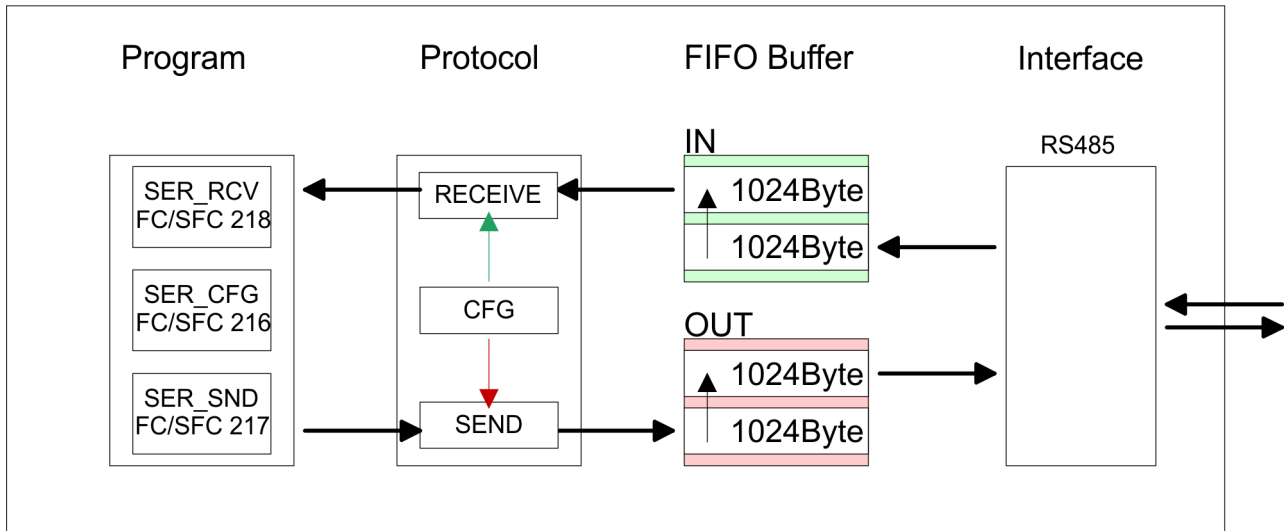 Program
Protocol
FIFO Buffer
Interface
SER_RCV
FC/SFC 218
SER_CFG
FC/SFC 216
SER_SND
FC/SFC 217
RECEIVE
CFG
SEND
IN
1024Byte
1024Byte
OUT
1024Byte
1024Byte
RS485